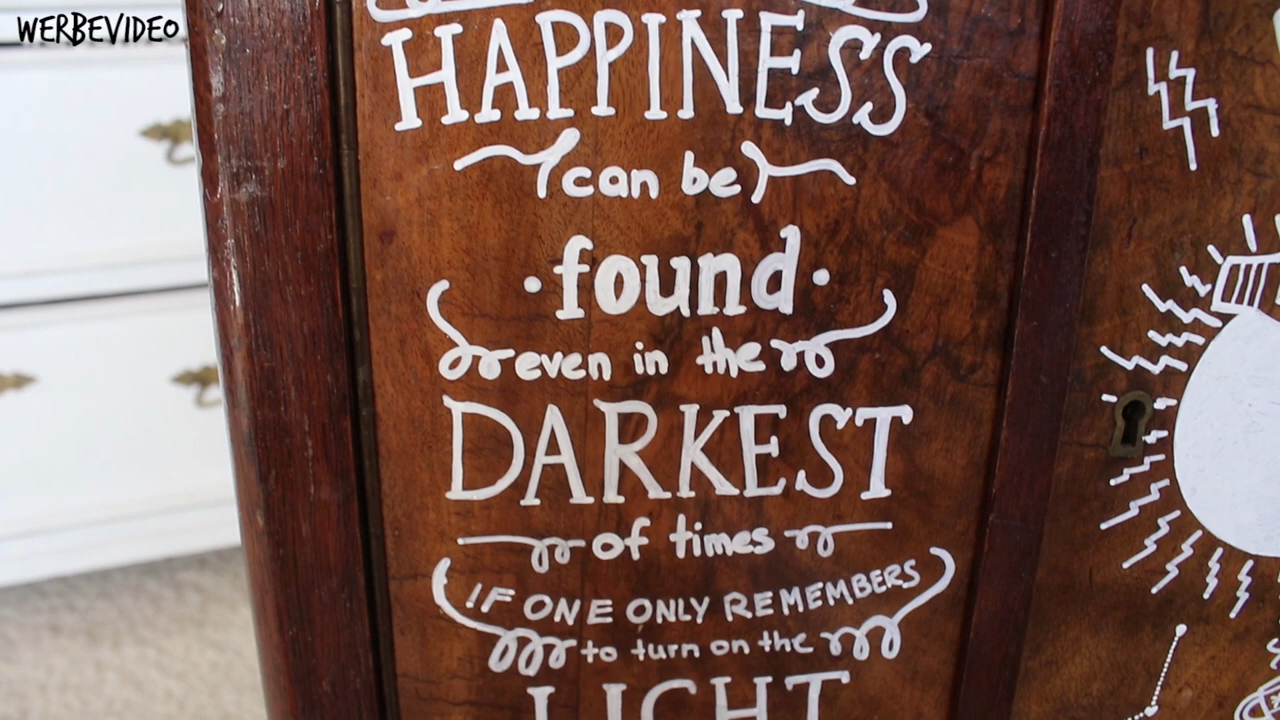 WERBEVIDEO
HAPPINESS
can be
·found·
even in the
DARKEST
of times
IF ONE ONLY REMEMBERS
to turn on the
LIGHT